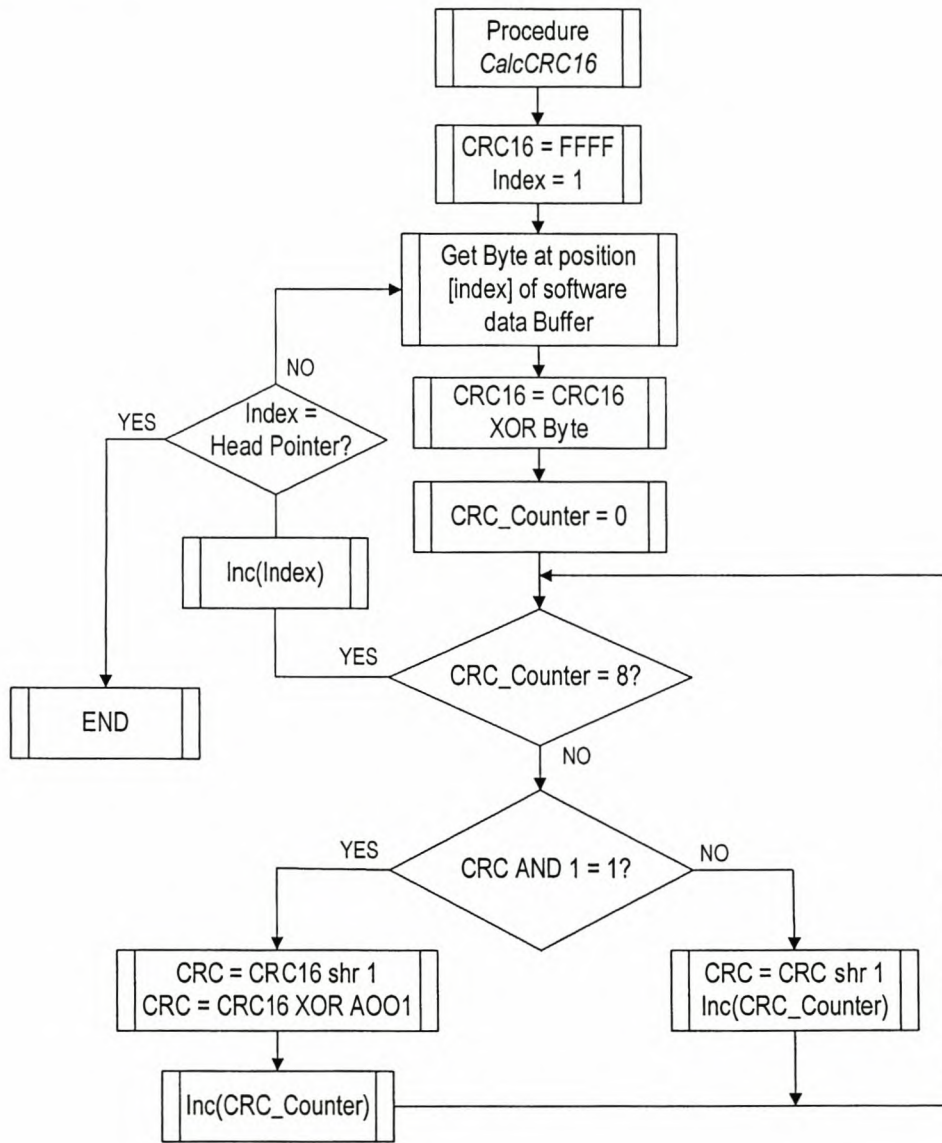 Procedure
CalcCRC16
CRC16 = FFFF
Index = 1
Get Byte at position
[index] of software
data Buffer
NO
CRC16 = CRC16
XOR Byte
YES
Index =
Head Pointer?
CRC_Counter = 0
Inc(Index)
YES
CRC_Counter = 8?
END
NO
YES
CRC AND 1 = 1?
NO
CRC = CRC16 shr 1
CRC = CRC16 XOR AOO1
CRC = CRC shr 1
Inc(CRC_Counter)
Inc(CRC_Counter)